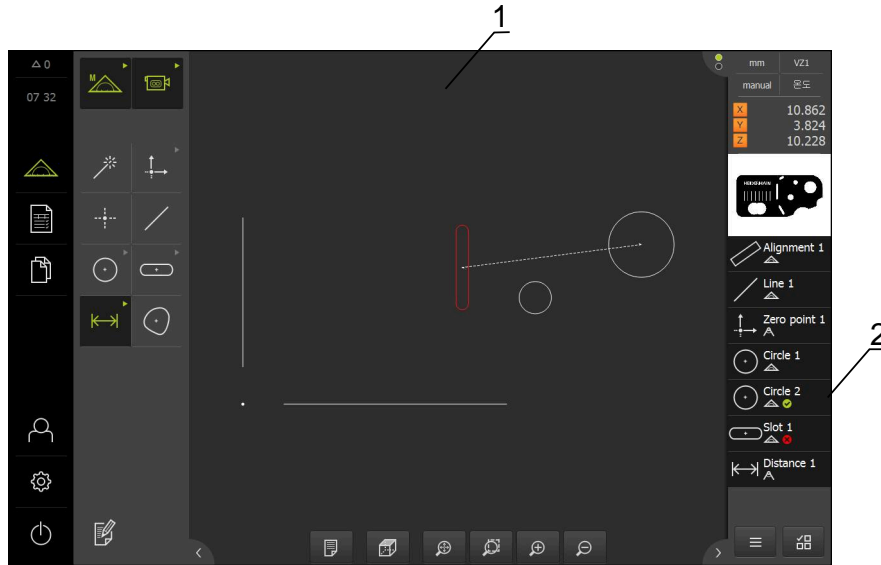 1
△ 0
07 32
M
mm
VZ1
manual
온도
X 10.862
Y 3.824
Z 10.228
HEIDENHAIN
Alignment 1
Line 1
Zero point 1
Circle 1
Circle 2
Slot 1
Distance 1
2